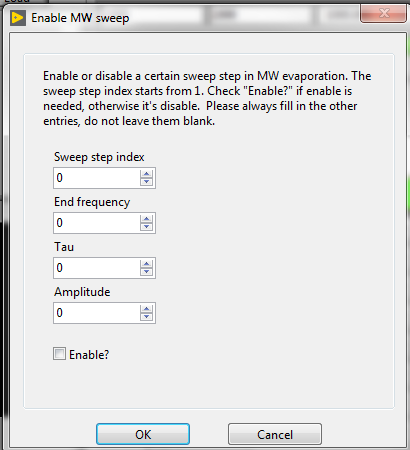 Enable MW sweep
Enable or disable a certain sweep step in MW evaporation. The
sweep step index starts from 1. Check "Enable?" if enable is
needed, otherwise it's disable.  Please always fill in the other
entries, do not leave them blank.
Sweep step index
0
End frequency
0
Tau
0
Amplitude
0
Enable?
OK
Cancel